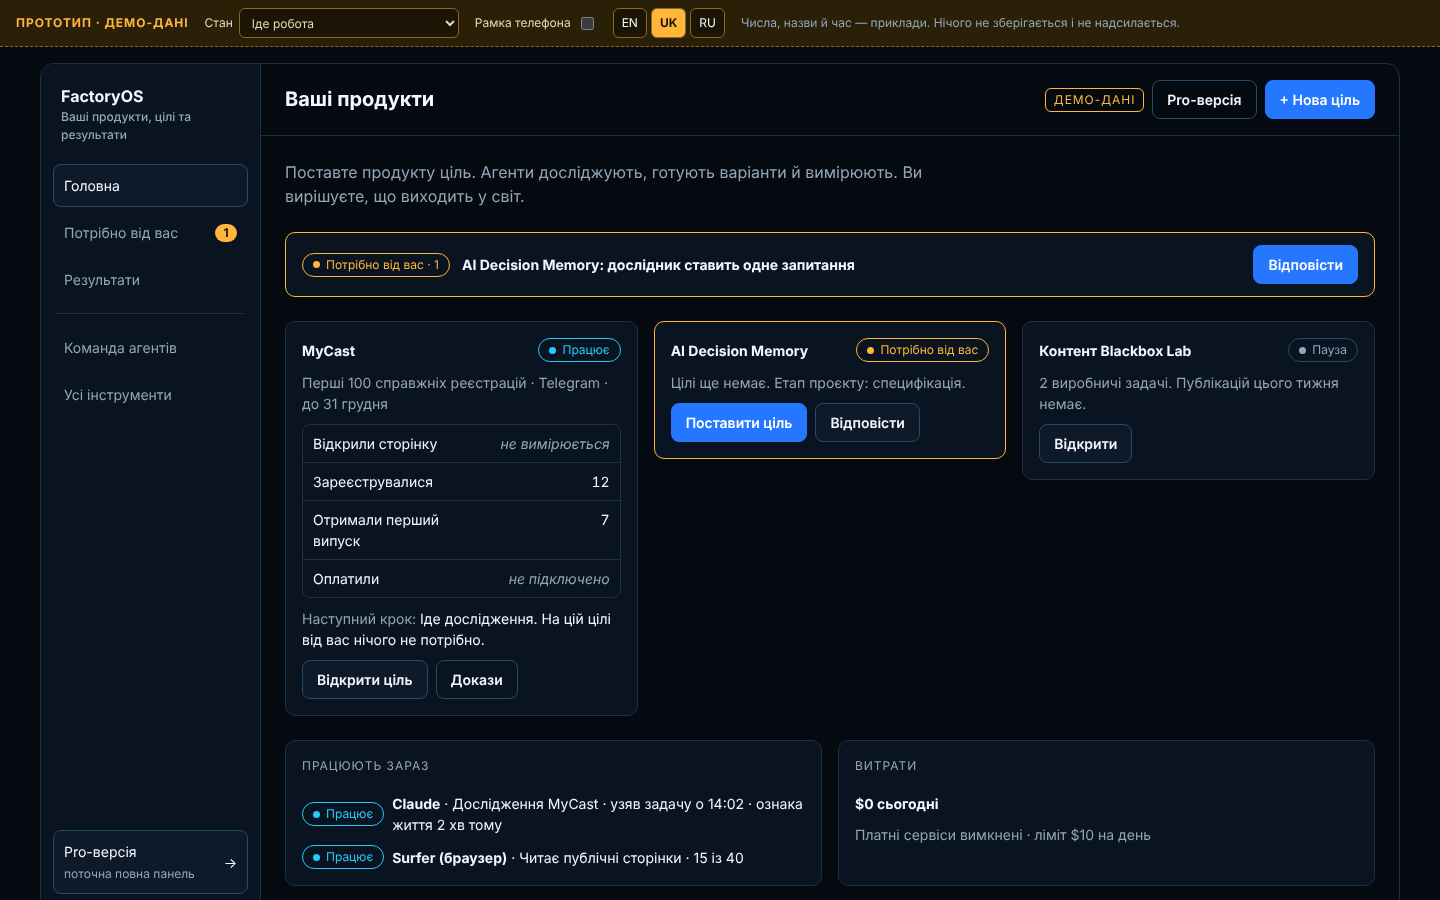 ПРОТОТИП · ДЕМО-ДАНІ
Стан
Іде робота
Рамка телефона
EN
UK
RU
Числа, назви й час — приклади. Нічого не зберігається і не надсилається.
FactoryOS
Ваші продукти, цілі та
результати
Головна
Потрібно від вас
1
Результати
Команда агентів
Усі інструменти
Pro-версія
поточна повна панель
→
Ваші продукти
ДЕМО-ДАНІ
Pro-версія
+ Нова ціль
Поставте продукту ціль. Агенти досліджують, готують варіанти й вимірюють. Ви
вирішуєте, що виходить у світ.
Потрібно від вас · 1
AI Decision Memory: дослідник ставить одне запитання
Відповісти
MyCast
Працює
Перші 100 справжніх реєстрацій · Telegram ·
до 31 грудня
Відкрили сторінку
не вимірюється
Зареєструвалися
12
Отримали перший
випуск
7
Оплатили
не підключено
Наступний крок: Іде дослідження. На цій цілі
від вас нічого не потрібно.
Відкрити ціль
Докази
AI Decision Memory
Потрібно від вас
Цілі ще немає. Етап проєкту: специфікація.
Поставити ціль
Відповісти
Контент Blackbox Lab
Пауза
2 виробничі задачі. Публікацій цього тижня
немає.
Відкрити
ПРАЦЮЮТЬ ЗАРАЗ
Працює
Claude · Дослідження MyCast · узяв задачу о 14:02 · ознака
життя 2 хв тому
Працює
Surfer (браузер) · Читає публічні сторінки · 15 із 40
ВИТРАТИ
$0 сьогодні
Платні сервіси вимкнені · ліміт $10 на день